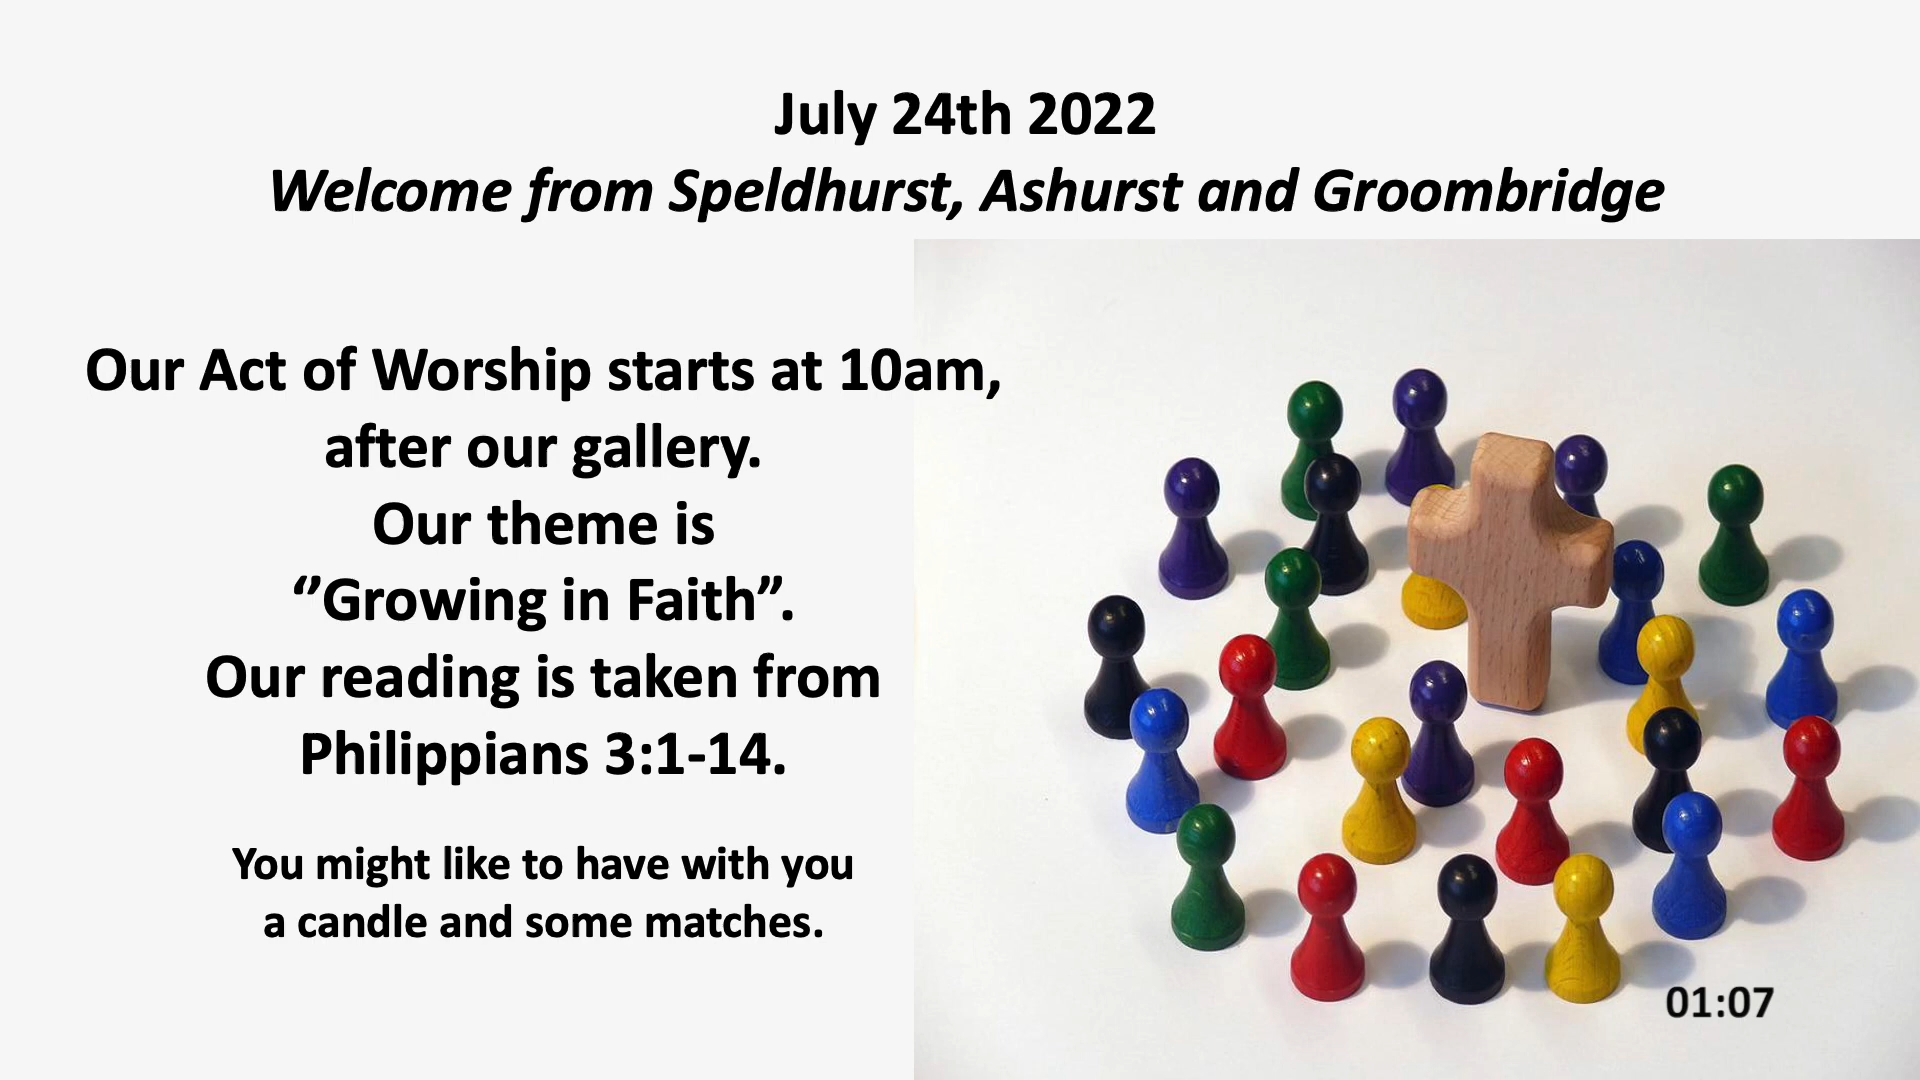 July 24th 2022
Welcome from Speldhurst, Ashurst and Groombridge
Our Act of Worship starts at 10am,
after our gallery.
Our theme is
‘’Growing in Faith”.
Our reading is taken from
Philippians 3:1-14.
You might like to have with you
a candle and some matches.
01:07